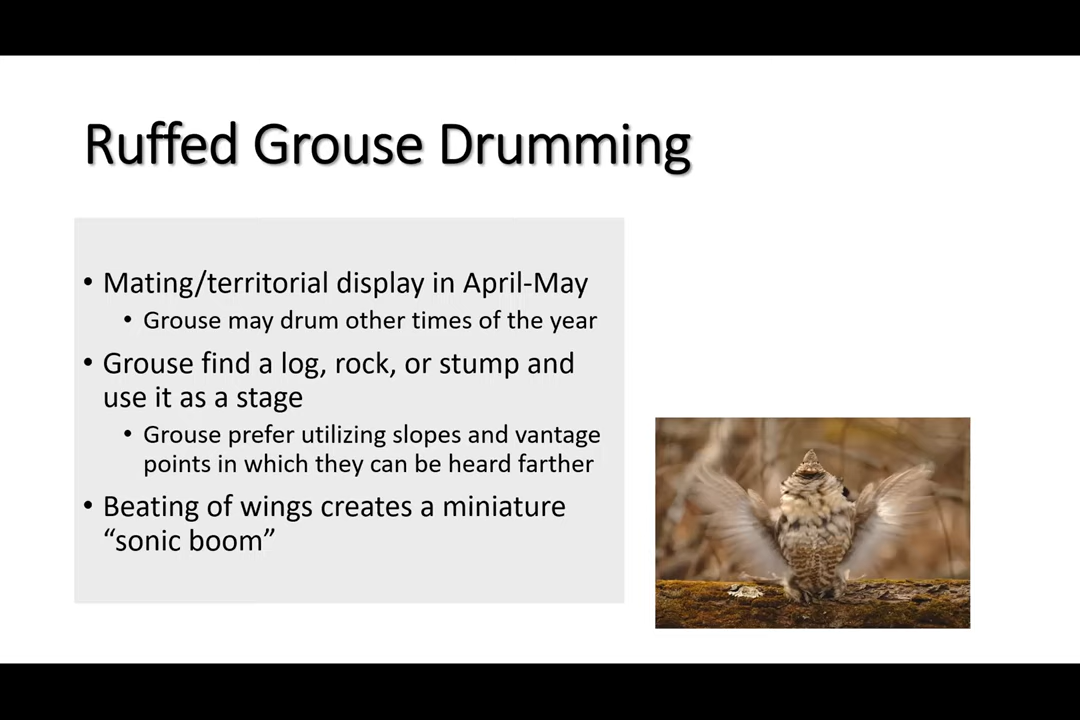 Ruffed Grouse Drumming
• Mating/territorial display in April-May
• Grouse may drum other times of the year
• Grouse find a log, rock, or stump and
use it as a stage
• Grouse prefer utilizing slopes and vantage
points in which they can be heard farther
• Beating of wings creates a miniature
“sonic boom”